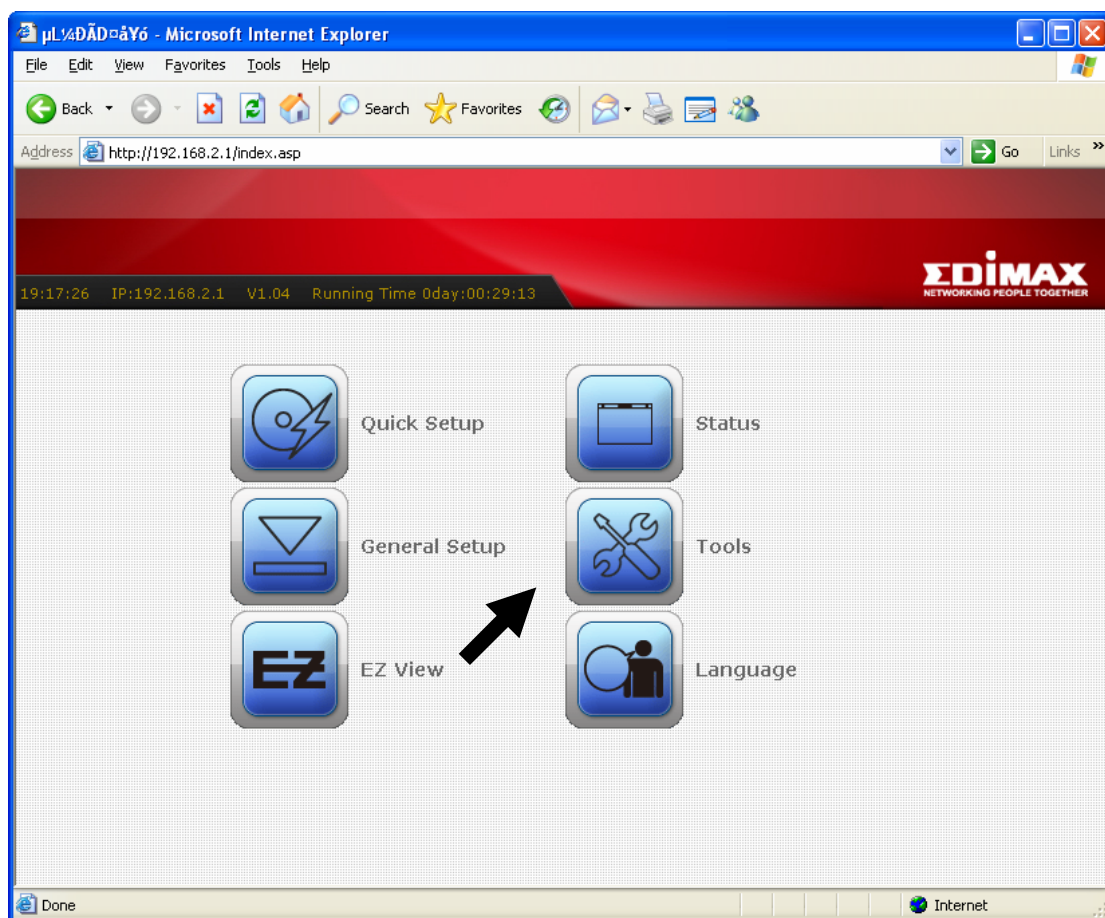 µL¼ÐÃD¤å¥ó - Microsoft Internet Explorer
File Edit View Favorites Tools Help
Back Search Favorites
Address http://192.168.2.1/index.asp Go Links »
EDIMAX
NETWORKING PEOPLE TOGETHER
19:17:26 IP:192.168.2.1 V1.04 Running Time 0day:00:29:13
Quick Setup Status
General Setup Tools
EZ
EZ View Language
Done Internet